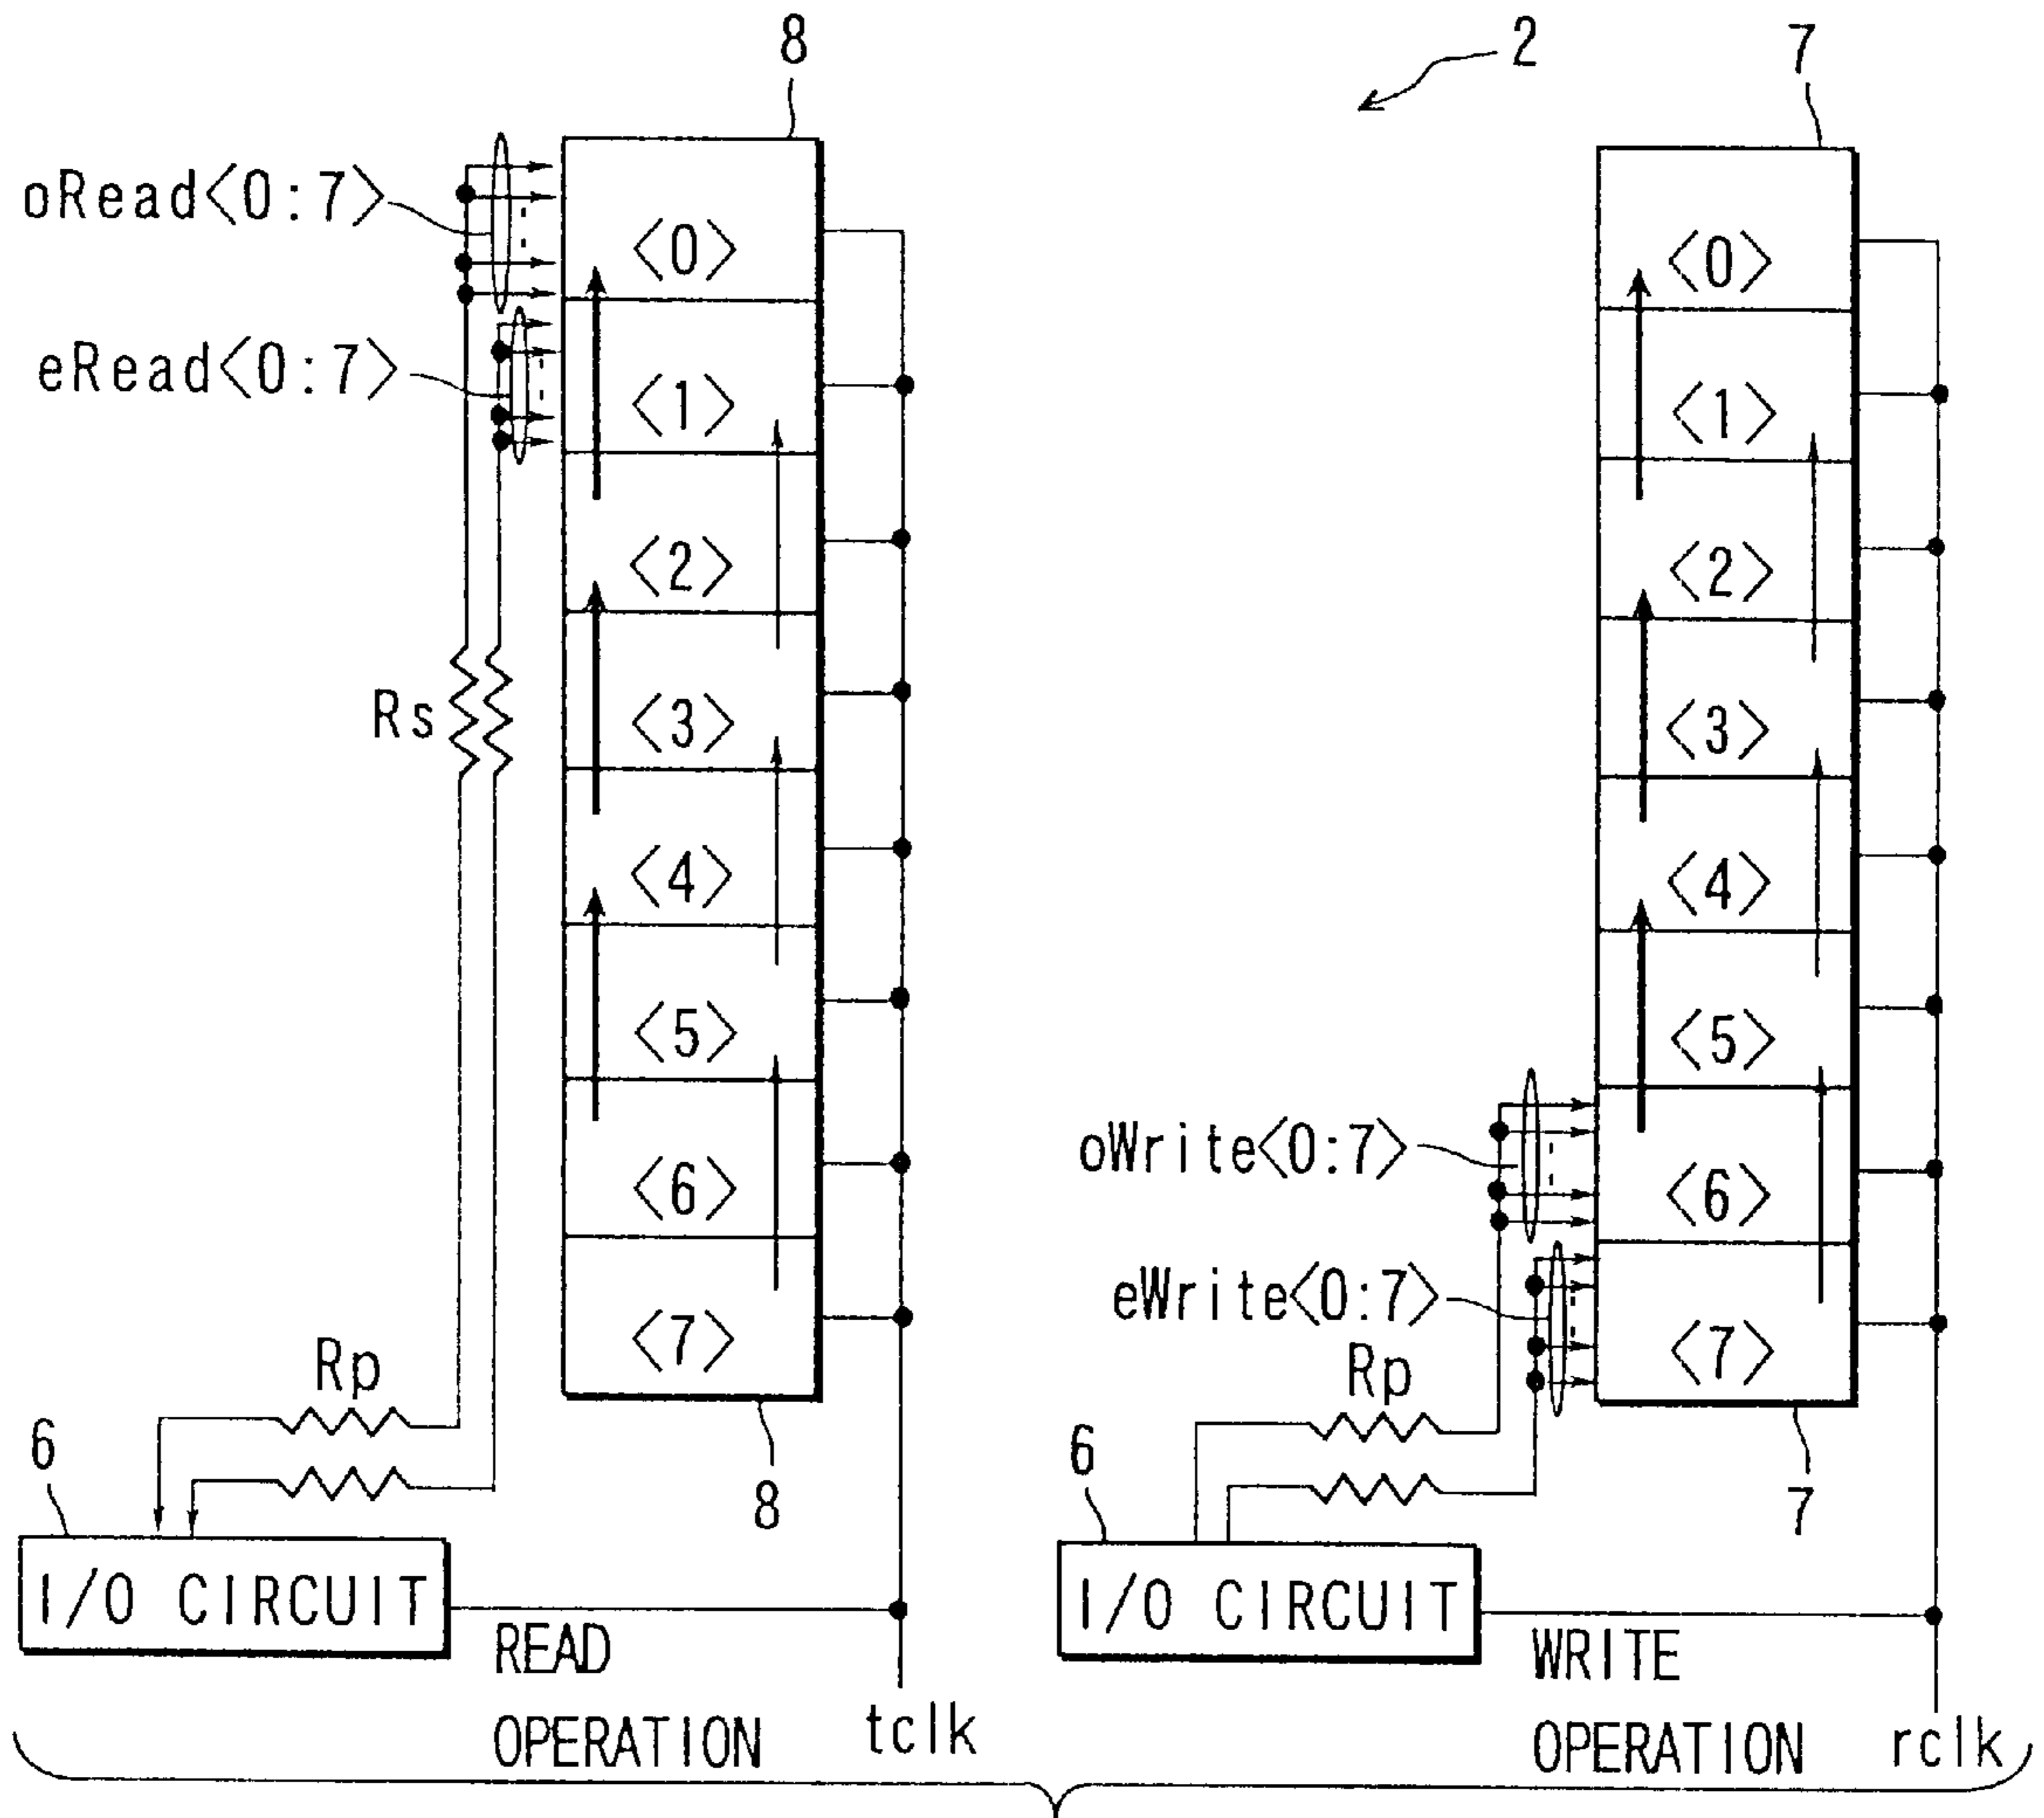 8
2
7
oRead<0:7>
<0>
<0>
eRead<0:7>
<1>
<1>
<2>
<2>
Rs
<3>
<3>
<4>
<4>
<5>
<5>
oWrite<0:7>
<6>
<6>
eWrite<0:7>
Rp
<7>
Rp
<7>
6
8
6
7
I/O CIRCUIT
I/O CIRCUIT
READ
OPERATION
tclk
WRITE
OPERATION
rclk